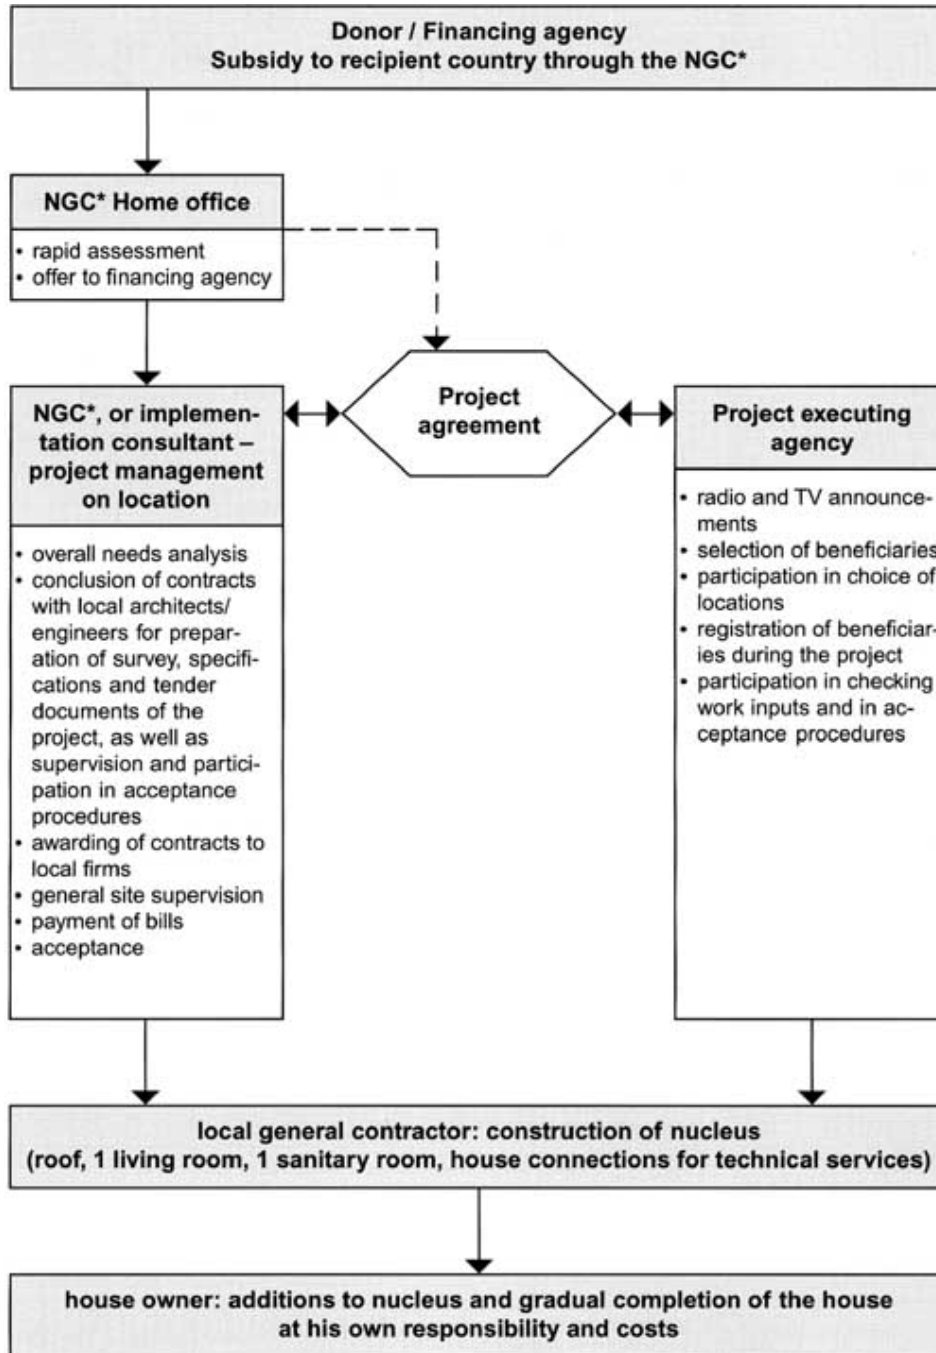 Donor / Financing agency
Subsidy to recipient country through the NGC*
NGC* Home office
• rapid assessment
• offer to financing agency
Project
agreement
NGC*, or implemen-
tation consultant –
project management
on location
• overall needs analysis
• conclusion of contracts
with local architects/
engineers for prepar-
ation of survey, specifi-
cations and tender
documents of the
project, as well as
supervision and partici-
pation in acceptance
procedures
• awarding of contracts to
local firms
• general site supervision
• payment of bills
• acceptance
Project executing
agency
• radio and TV announce-
ments
• selection of beneficiaries
• participation in choice of
locations
• registration of beneficiar-
ies during the project
• participation in checking
work inputs and in ac-
ceptance procedures
local general contractor: construction of nucleus
(roof, 1 living room, 1 sanitary room, house connections for technical services)
house owner: additions to nucleus and gradual completion of the house
at his own responsibility and costs